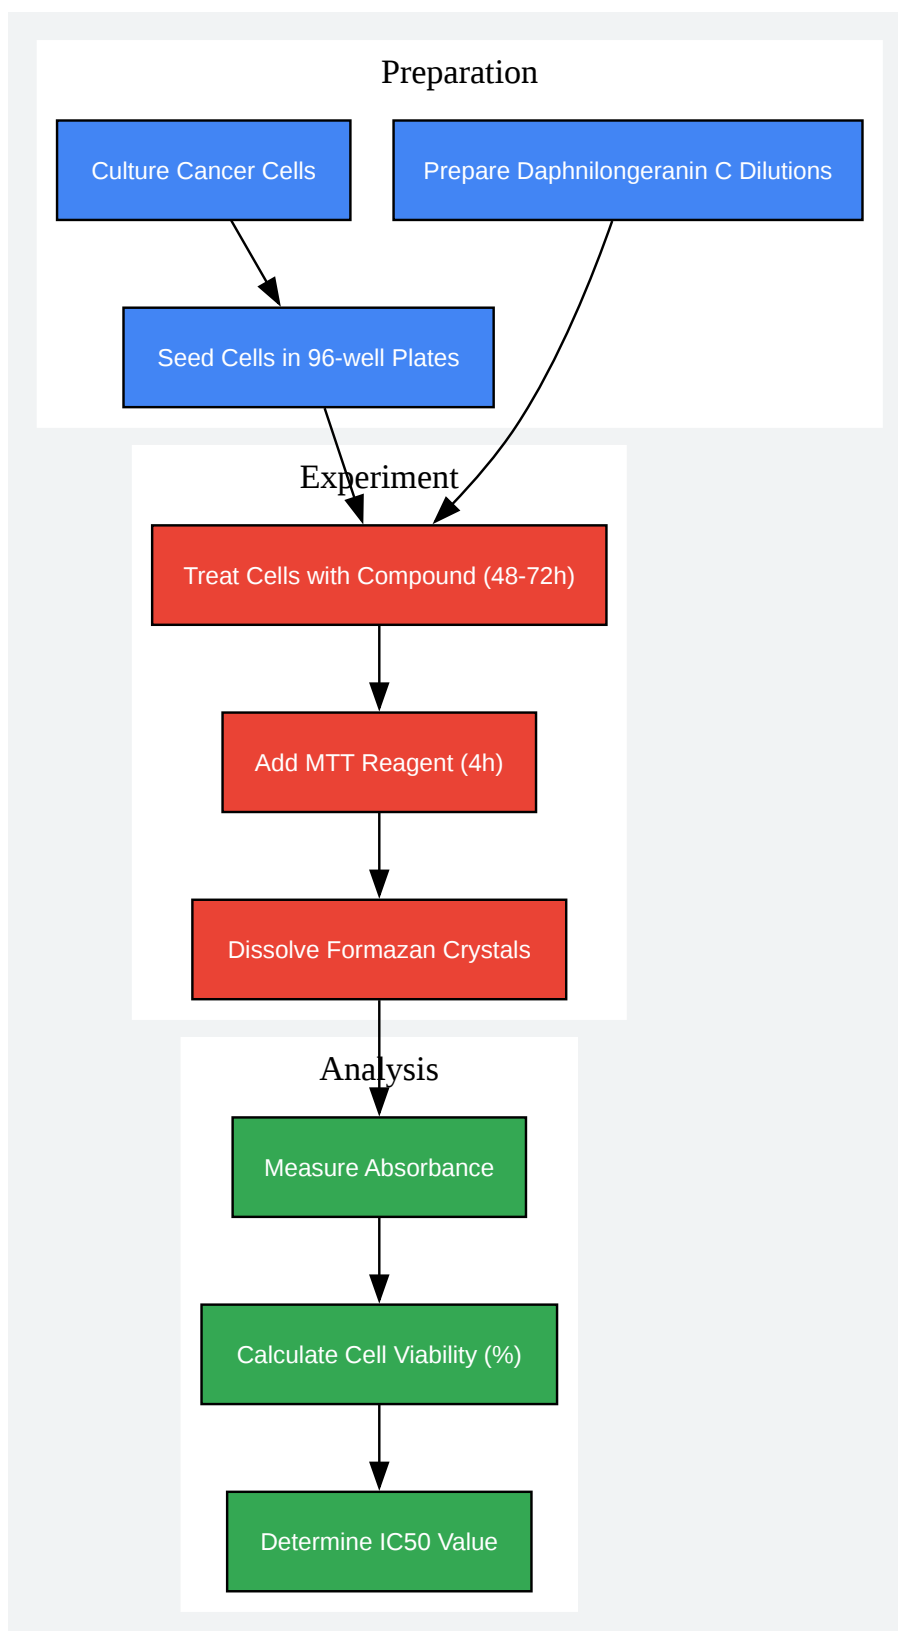 Preparation
Culture Cancer Cells
Prepare Daphnilongeranin C Dilutions
Seed Cells in 96-well Plates
Experiment
Treat Cells with Compound (48-72h)
Add MTT Reagent (4h)
Dissolve Formazan Crystals
Analysis
Measure Absorbance
Calculate Cell Viability (%)
Determine IC50 Value